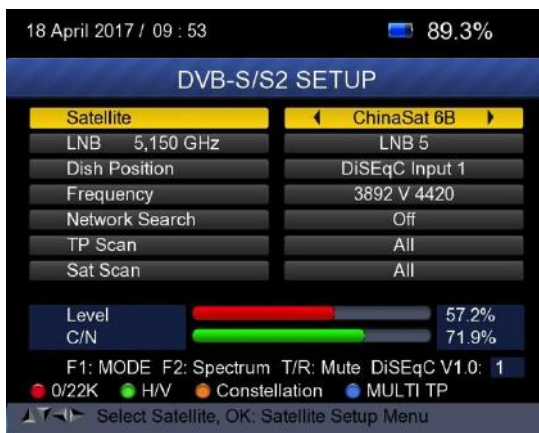 18 April 2017 / 09 : 53 89.3%
DVB-S/S2 SETUP
Satellite ChinaSat 6B
LNB 5,150 GHz LNB 5
Dish Position DiSEqC Input 1
Frequency 3892 V 4420
Network Search Off
TP Scan All
Sat Scan All
Level 57.2%
C/N 71.9%
F1: MODE F2: Spectrum T/R: Mute DiSEqC V1.0: 1
0/22K H/V Constellation MULTI TP
Select Satellite, OK: Satellite Setup Menu